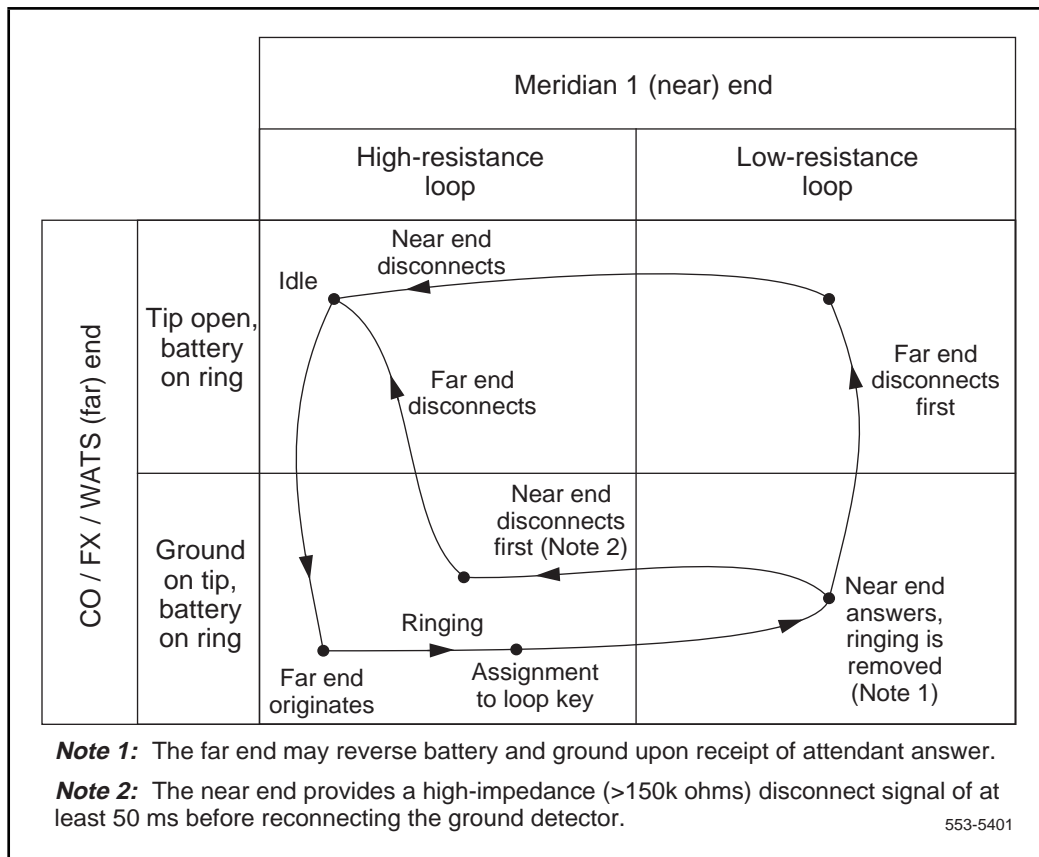 Meridian 1 (near) end
High-resistance
loop
Low-resistance
loop
CO / FX / WATS (far) end
Tip open,
battery
on ring
Idle
Near end
disconnects
Far end
disconnects
Far end
disconnects
first
Ground
on tip,
battery
on ring
Near end
disconnects
first (Note 2)
Ringing
Far end
originates
Assignment
to loop key
Near end
answers,
ringing is
removed
(Note 1)
Note 1: The far end may reverse battery and ground upon receipt of attendant answer.
Note 2: The near end provides a high-impedance (>150k ohms) disconnect signal of at
least 50 ms before reconnecting the ground detector.
553-5401